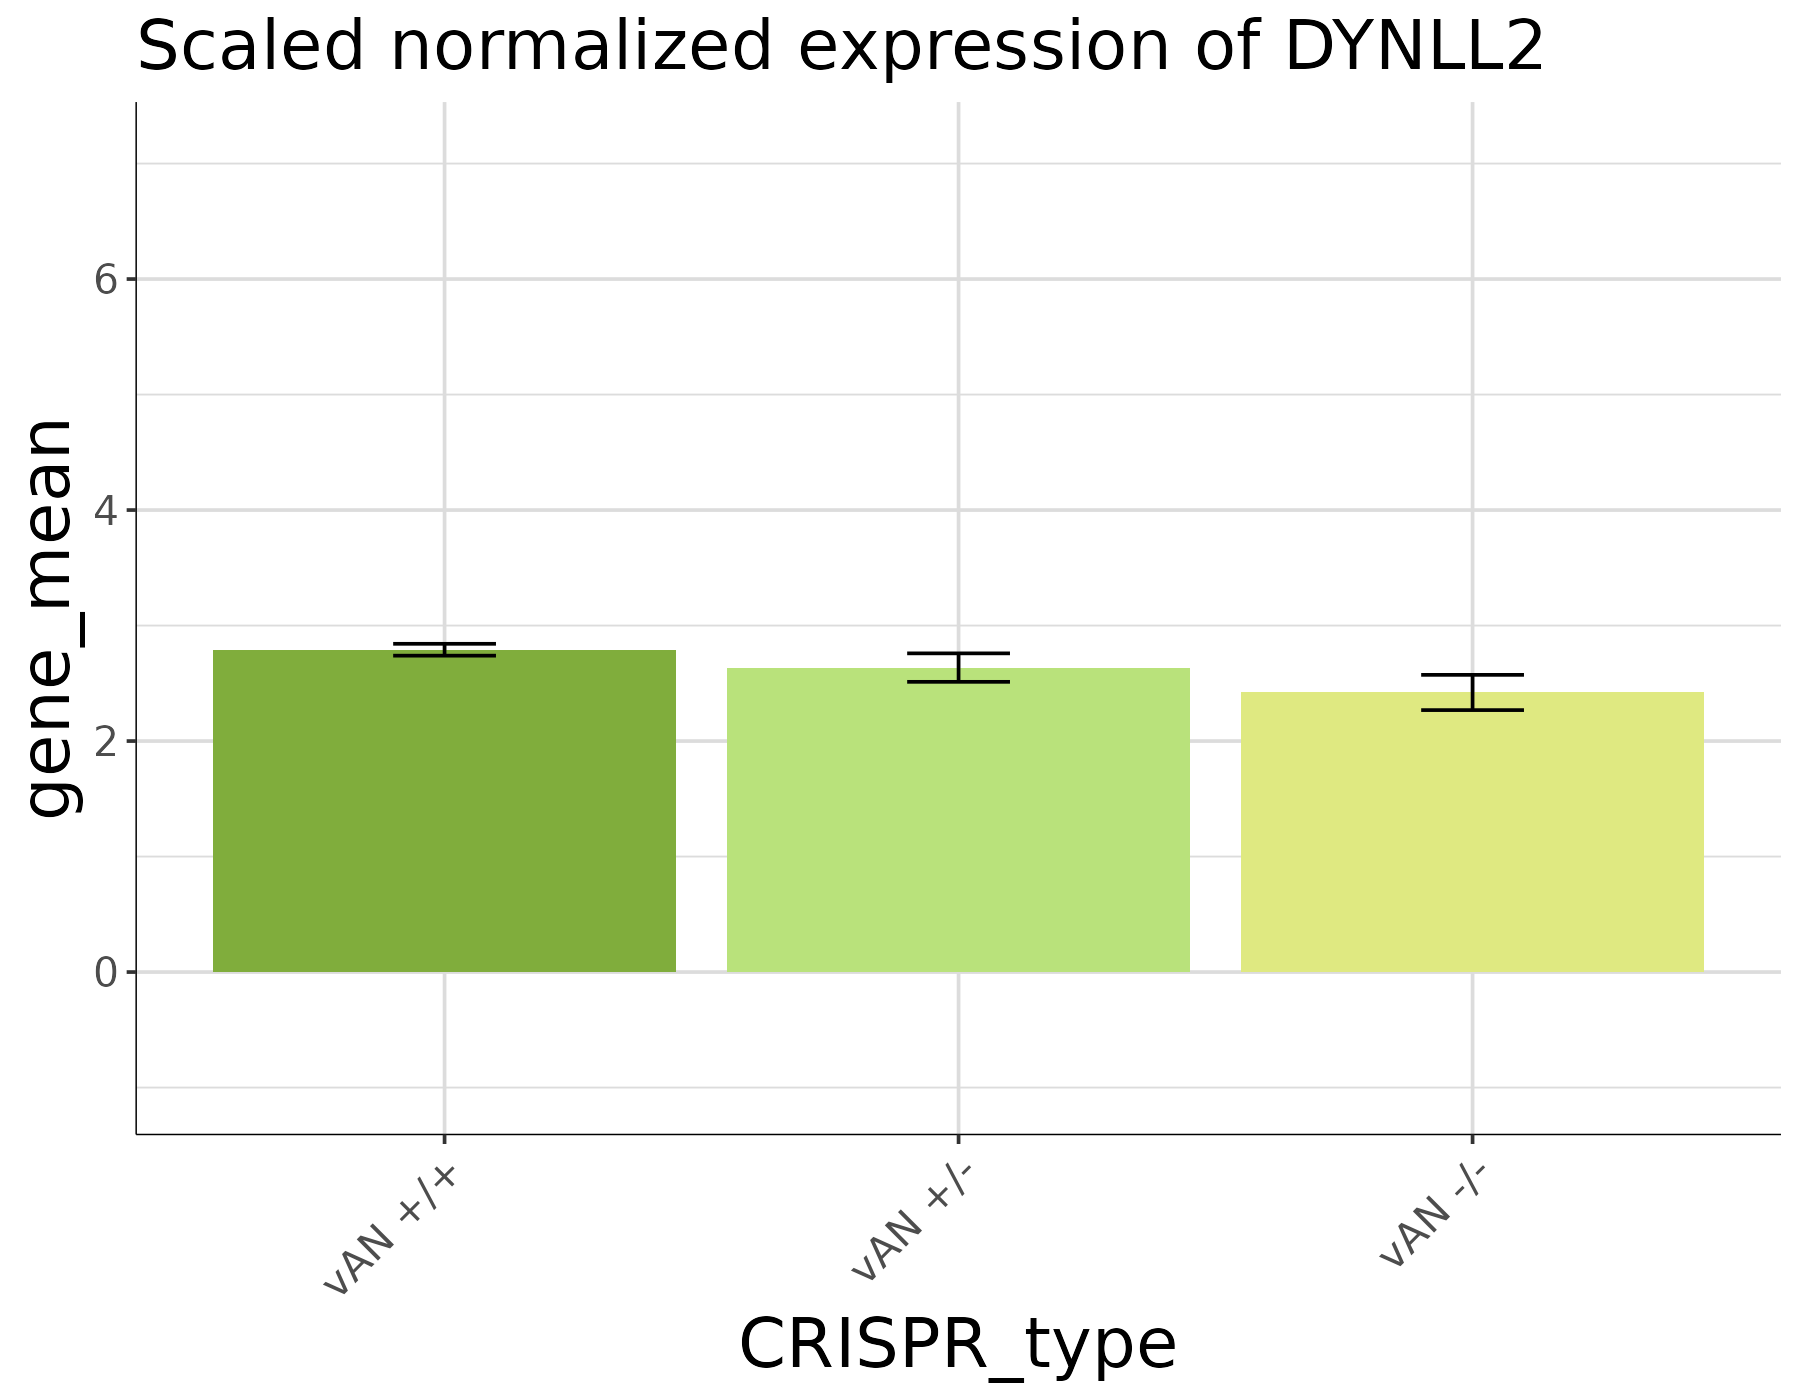 Scaled normalized expression of DYNLL2
gene_mean
6
4
2
0
vAN +/+
vAN +/-
vAN -/-
CRISPR_type